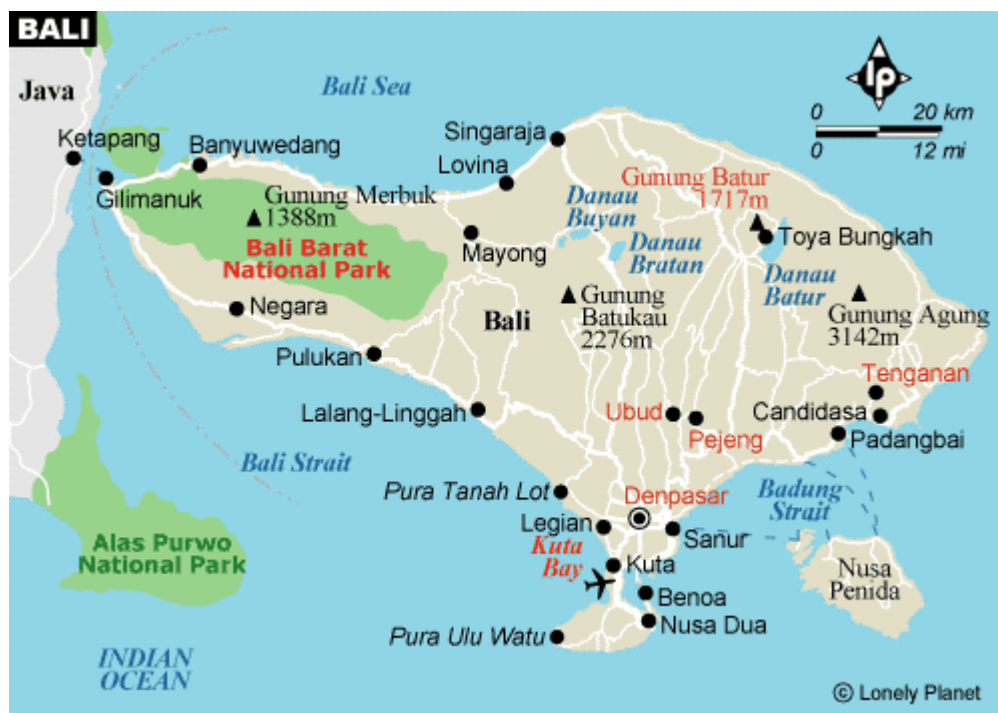 BALI
Java
Bali Sea
lp
0 20 km
0 12 mi
Ketapang
Banyuwedang
Singaraja
Lovina
Gilimanuk
Gunung Merbuk
1388m
Bali Barat
National Park
Mayong
Danau
Buyan
Danau
Bratan
Gunung Batur
1717m
Toya Bungkah
Danau
Batur
Negara
Bali
Gunung
Batukau
2276m
Gunung Agung
3142m
Pulukan
Tenganan
Lalang-Linggah
Ubud
Pejeng
Candidasa
Padangbai
Bali Strait
Pura Tanah Lot
Denpasar
Badung
Strait
Legian
Sanur
Kuta
Bay
Kuta
Alas Purwo
National Park
Nusa
Penida
Benoa
Nusa Dua
Pura Ulu Watu
INDIAN
OCEAN
© Lonely Planet